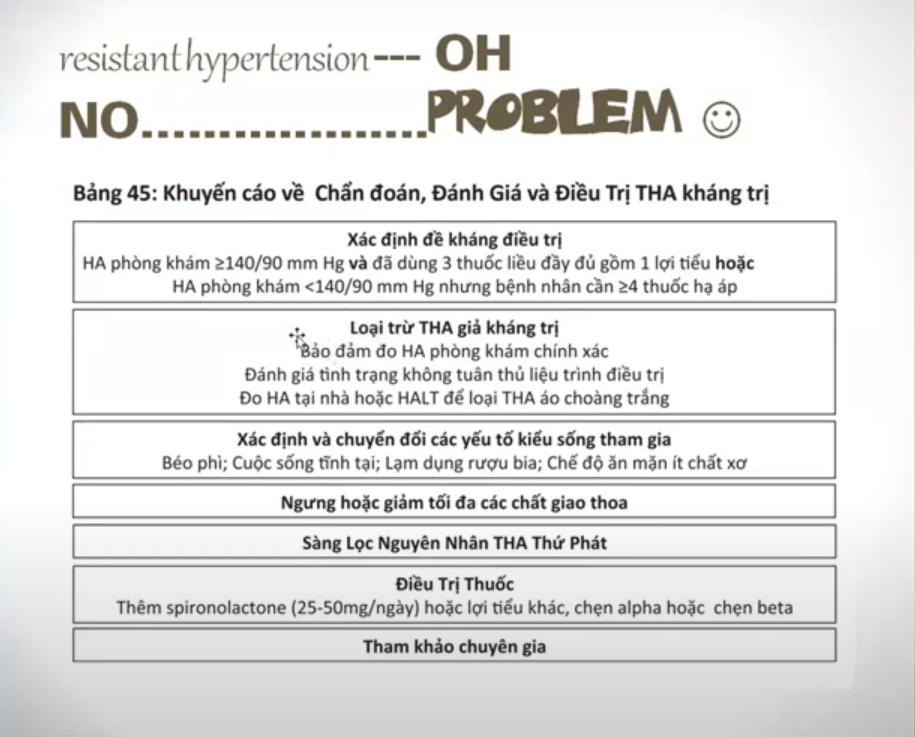 resistant hypertension --- OH
NO...................PROBLEM ☺
Bảng 45: Khuyến cáo về Chẩn đoán, Đánh Giá và Điều Trị THA kháng trị
Xác định đề kháng điều trị
HA phòng khám ≥140/90 mm Hg và đã dùng 3 thuốc liều đầy đủ gồm 1 lợi tiểu hoặc
HA phòng khám <140/90 mm Hg nhưng bệnh nhân cần ≥4 thuốc hạ áp
Loại trừ THA giả kháng trị
Bảo đảm đo HA phòng khám chính xác
Đánh giá tình trạng không tuân thủ liệu trình điều trị
Đo HA tại nhà hoặc HALT để loại THA áo choàng trắng
Xác định và chuyển đổi các yếu tố kiểu sống tham gia
Béo phì; Cuộc sống tĩnh tại; Lạm dụng rượu bia; Chế độ ăn mặn ít chất xơ
Ngưng hoặc giảm tối đa các chất giao thoa
Sàng Lọc Nguyên Nhân THA Thứ Phát
Điều Trị Thuốc
Thêm spironolactone (25-50mg/ngày) hoặc lợi tiểu khác, chẹn alpha hoặc chẹn beta
Tham khảo chuyên gia